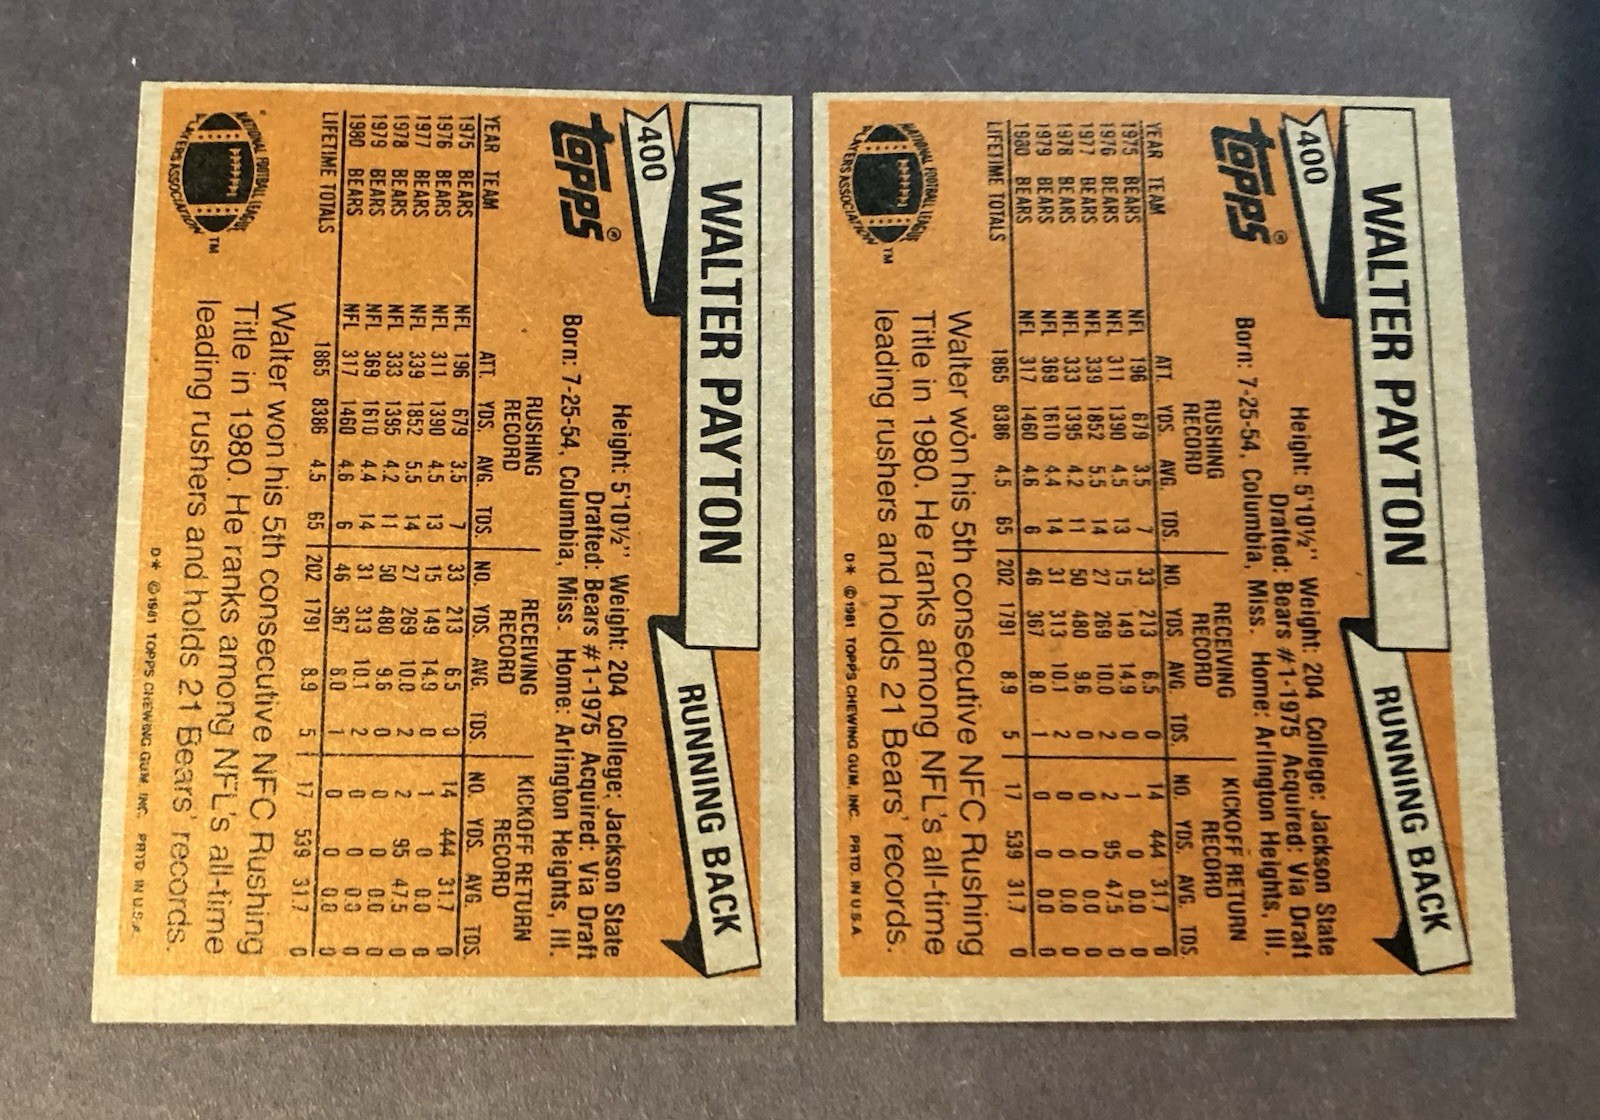 WALTER PAYTON
RUNNING BACK
400
topps®
Height: 5'10½" Weight: 204 College: Jackson State
Drafted: Bears #1-1975 Acquired: Via Draft
Born: 7-25-54, Columbia, Miss. Home: Arlington Heights, Ill.
RUSHING RECORD RECEIVING RECORD KICKOFF RETURN RECORD
YEAR TEAM ATT. YDS. AVG. TDS. NO. YDS. AVG. TDS. NO. YDS. AVG. TDS.
1975 BEARS NFL 196 679 3.5 7 33 213 6.5 0 14 444 31.7 0
1976 BEARS NFL 311 1390 4.5 13 15 149 14.9 0 1 0 0.0 0
1977 BEARS NFL 339 1852 5.5 14 27 269 10.0 2 2 95 47.5 0
1978 BEARS NFL 333 1395 4.2 11 50 480 9.6 0 0 0 0.0 0
1979 BEARS NFL 369 1610 4.4 14 31 313 10.1 2 0 0 0.0 0
1980 BEARS NFL 317 1460 4.6 6 46 367 8.0 1 0 0 0.0 0
LIFETIME TOTALS 1865 8386 4.5 65 202 1791 8.9 5 17 539 31.7 0
NATIONAL FOOTBALL LEAGUE
PLAYERS ASSOCIATION
TM
Walter won his 5th consecutive NFC Rushing
Title in 1980. He ranks among NFL's all-time
leading rushers and holds 21 Bears' records.
D* ©1981 TOPPS CHEWING GUM, INC. PRTD. IN U.S.A.
WALTER PAYTON
RUNNING BACK
400
topps®
Height: 5'10½" Weight: 204 College: Jackson State
Drafted: Bears #1-1975 Acquired: Via Draft
Born: 7-25-54, Columbia, Miss. Home: Arlington Heights, Ill.
RUSHING RECORD RECEIVING RECORD KICKOFF RETURN RECORD
YEAR TEAM ATT. YDS. AVG. TDS. NO. YDS. AVG. TDS. NO. YDS. AVG. TDS.
1975 BEARS NFL 196 679 3.5 7 33 213 6.5 0 14 444 31.7 0
1976 BEARS NFL 311 1390 4.5 13 15 149 14.9 0 1 0 0.0 0
1977 BEARS NFL 339 1852 5.5 14 27 269 10.0 2 2 95 47.5 0
1978 BEARS NFL 333 1395 4.2 11 50 480 9.6 0 0 0 0.0 0
1979 BEARS NFL 369 1610 4.4 14 31 313 10.1 2 0 0 0.0 0
1980 BEARS NFL 317 1460 4.6 6 46 367 8.0 1 0 0 0.0 0
LIFETIME TOTALS 1865 8386 4.5 65 202 1791 8.9 5 17 539 31.7 0
NATIONAL FOOTBALL LEAGUE
PLAYERS ASSOCIATION
TM
Walter won his 5th consecutive NFC Rushing
Title in 1980. He ranks among NFL's all-time
leading rushers and holds 21 Bears' records.
D* ©1981 TOPPS CHEWING GUM, INC. PRTD. IN U.S.A.